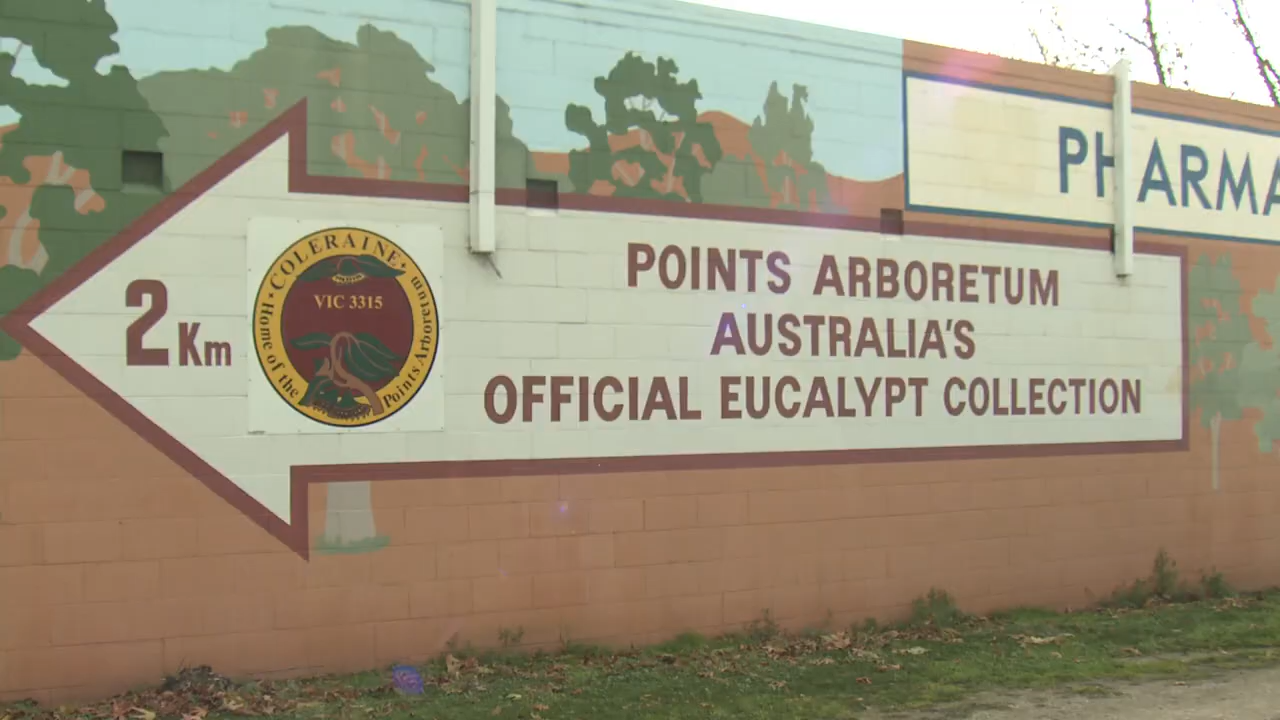 PHARMA
POINTS ARBORETUM
AUSTRALIA'S
OFFICIAL EUCALYPT COLLECTION
2 Km
• COLERAINE •
VIC 3315
Home of the Points Arboretum